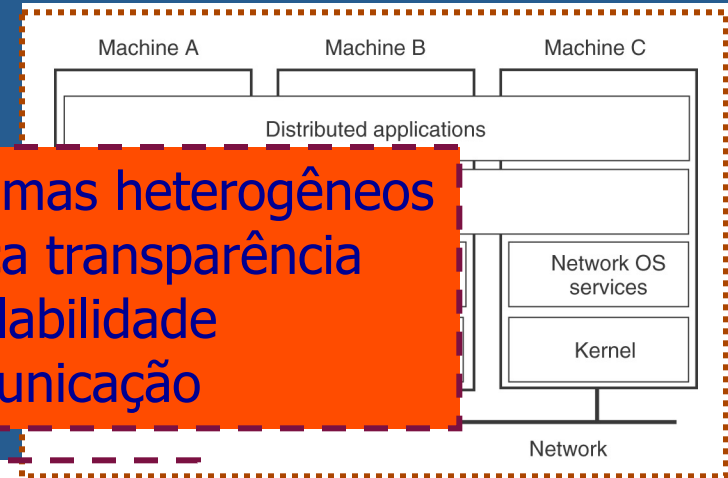 Machine A
Machine B
Machine C
Distributed applications
mas heterogêneos
a transparência
labilidade
unicação
Network OS
services
Kernel
Network